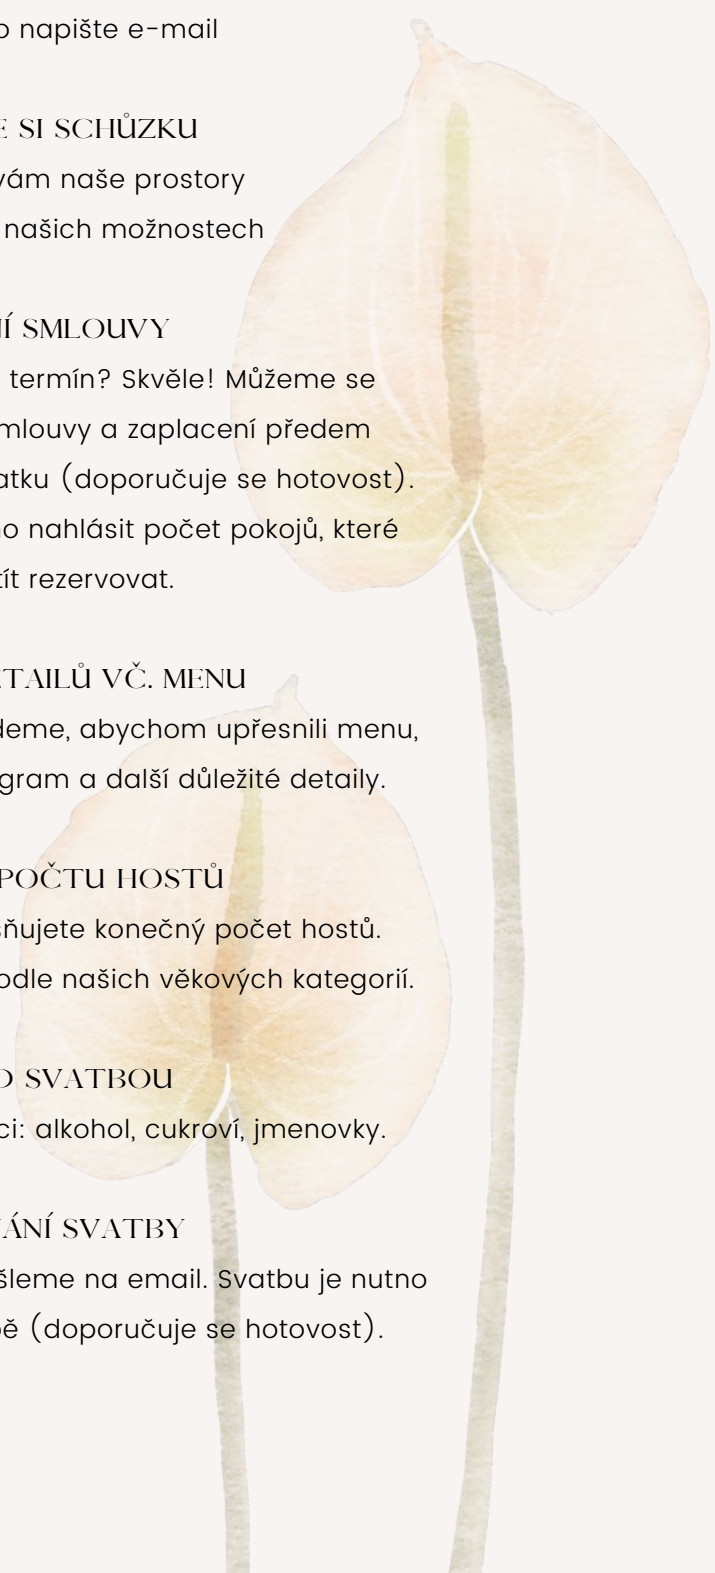 o napište e-mail
E SI SCHŮZKU
vám naše prostory
našich možnostech
Í SMLOUVY
termín? Skvěle! Můžeme se
mlouvy a zaplacení předem
atku (doporučuje se hotovost).
o nahlásit počet pokojů, které
tít rezervovat.
TAILŮ VČ. MENU
deme, abychom upřesnili menu,
gram a další důležité detaily.
POČTU HOSTŮ
sňujete konečný počet hostů.
odle našich věkových kategorií.
O SVATBOU
ci: alkohol, cukroví, jmenovky.
ÁNÍ SVATBY
šleme na email. Svatbu je nutno
ě (doporučuje se hotovost).